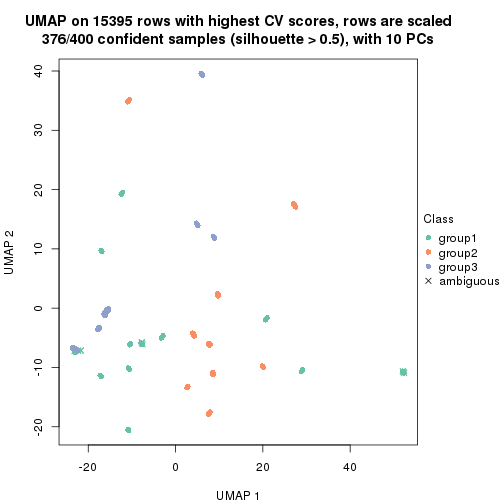 UMAP on 15395 rows with highest CV scores, rows are scaled
376/400 confident samples (silhouette > 0.5), with 10 PCs
40
30
20
10
0
-10
-20
UMAP 2
-20
0
20
40
UMAP 1
Class
group1
group2
group3
ambiguous